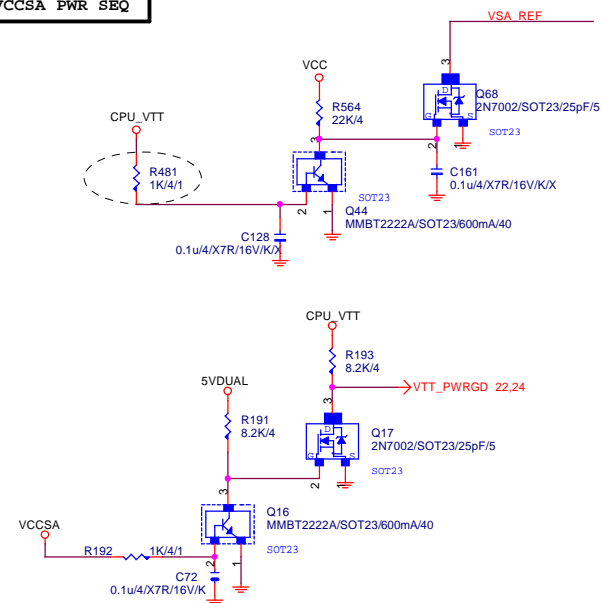 VCCSA PWR SEQ
VSA_REF
VCC
3
D
Q68
2N7002/SOT23/25pF/5
G
S
SOT23
2
1
R564
22K/4
CPU_VTT
R481
1K/4/1
3
SOT23
C161
0.1u/4/X7R/16V/K/X
2
1
Q44
MMBT2222A/SOT23/600mA/40
C128
0.1u/4/X7R/16V/K/X
CPU_VTT
R193
8.2K/4
VTT_PWRGD 22,24
5VDUAL
R191
8.2K/4
3
D
Q17
2N7002/SOT23/25pF/5
G
S
SOT23
2
1
3
Q16
MMBT2222A/SOT23/600mA/40
SOT23
VCCSA
R192
1K/4/1
2
1
C72
0.1u/4/X7R/16V/K